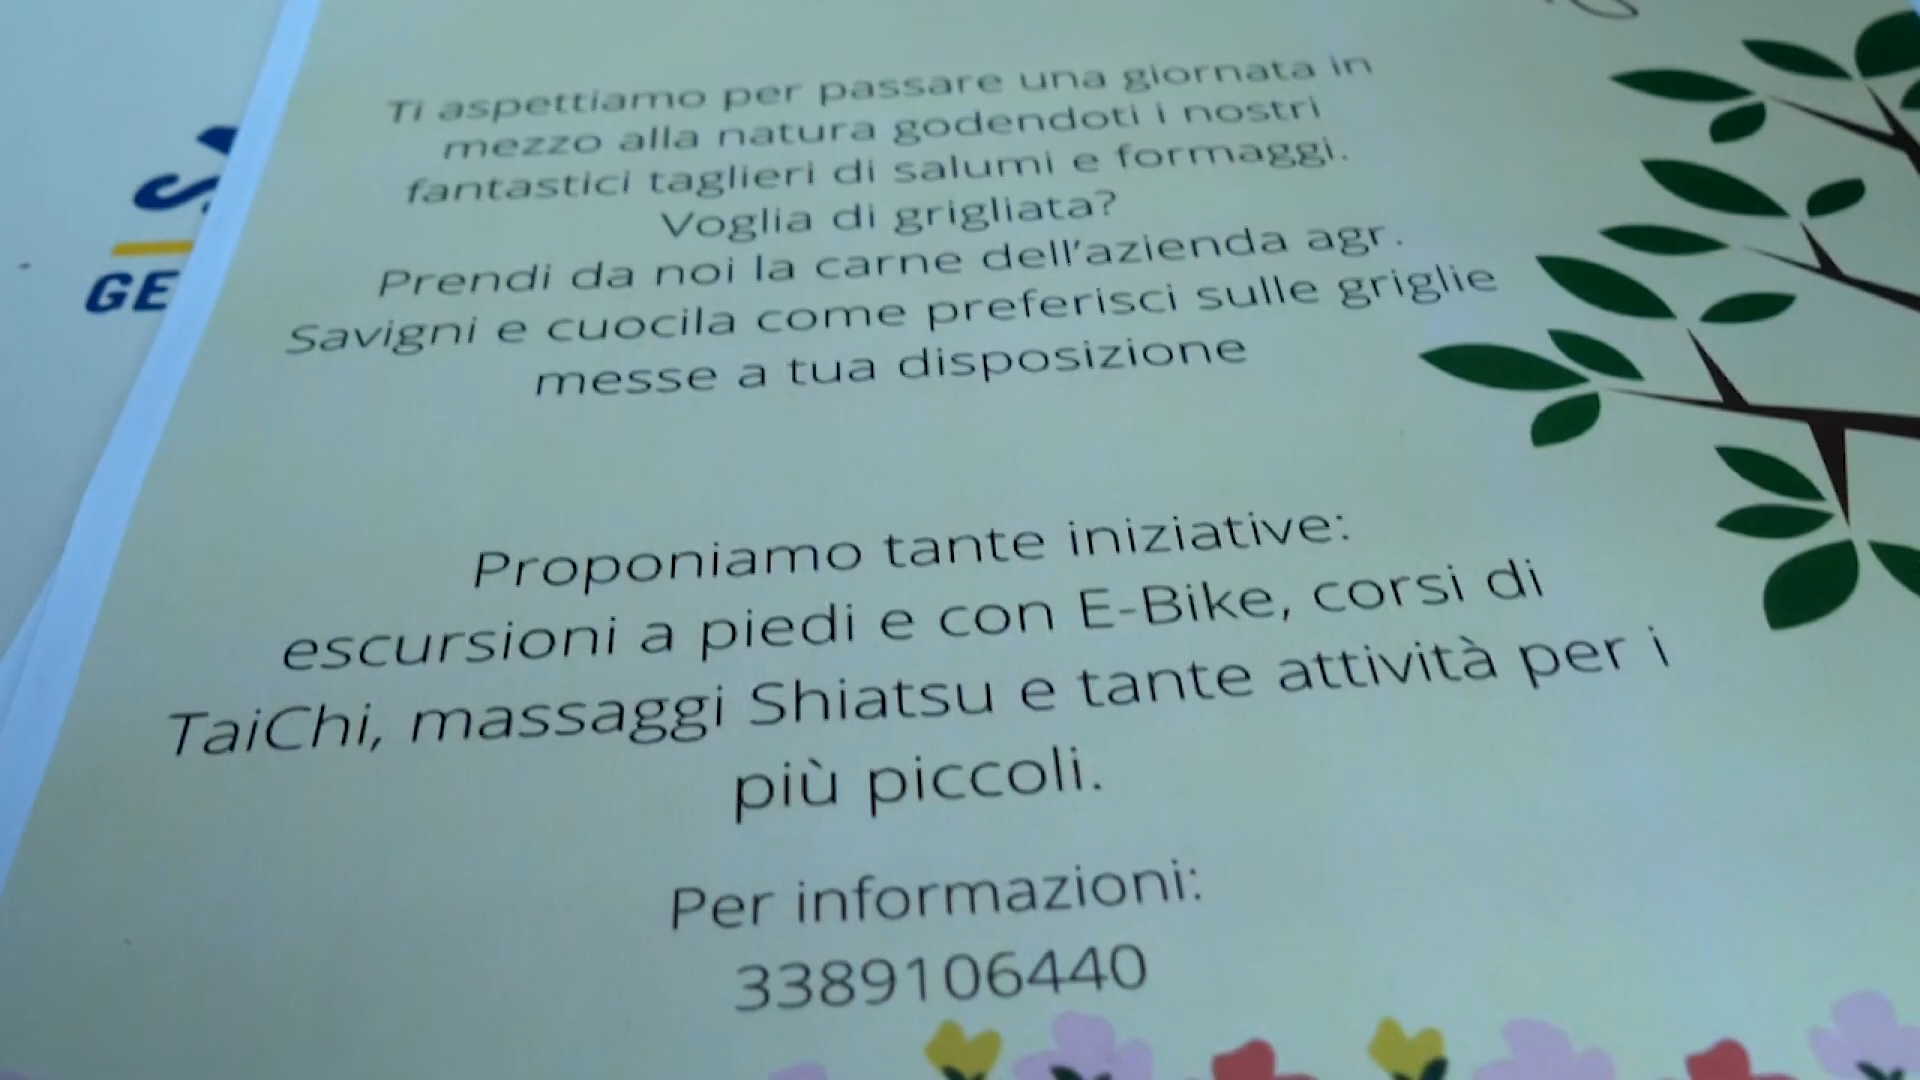 Ti aspettiamo per passare una giornata in
mezzo alla natura godendoti i nostri
fantastici taglieri di salumi e formaggi.
Voglia di grigliata?
Prendi da noi la carne dell'azienda agr.
Savigni e cuocila come preferisci sulle griglie
messe a tua disposizione
Proponiamo tante iniziative:
escursioni a piedi e con E-Bike, corsi di
TaiChi, massaggi Shiatsu e tante attività per i
più piccoli.
Per informazioni:
3389106440
GE